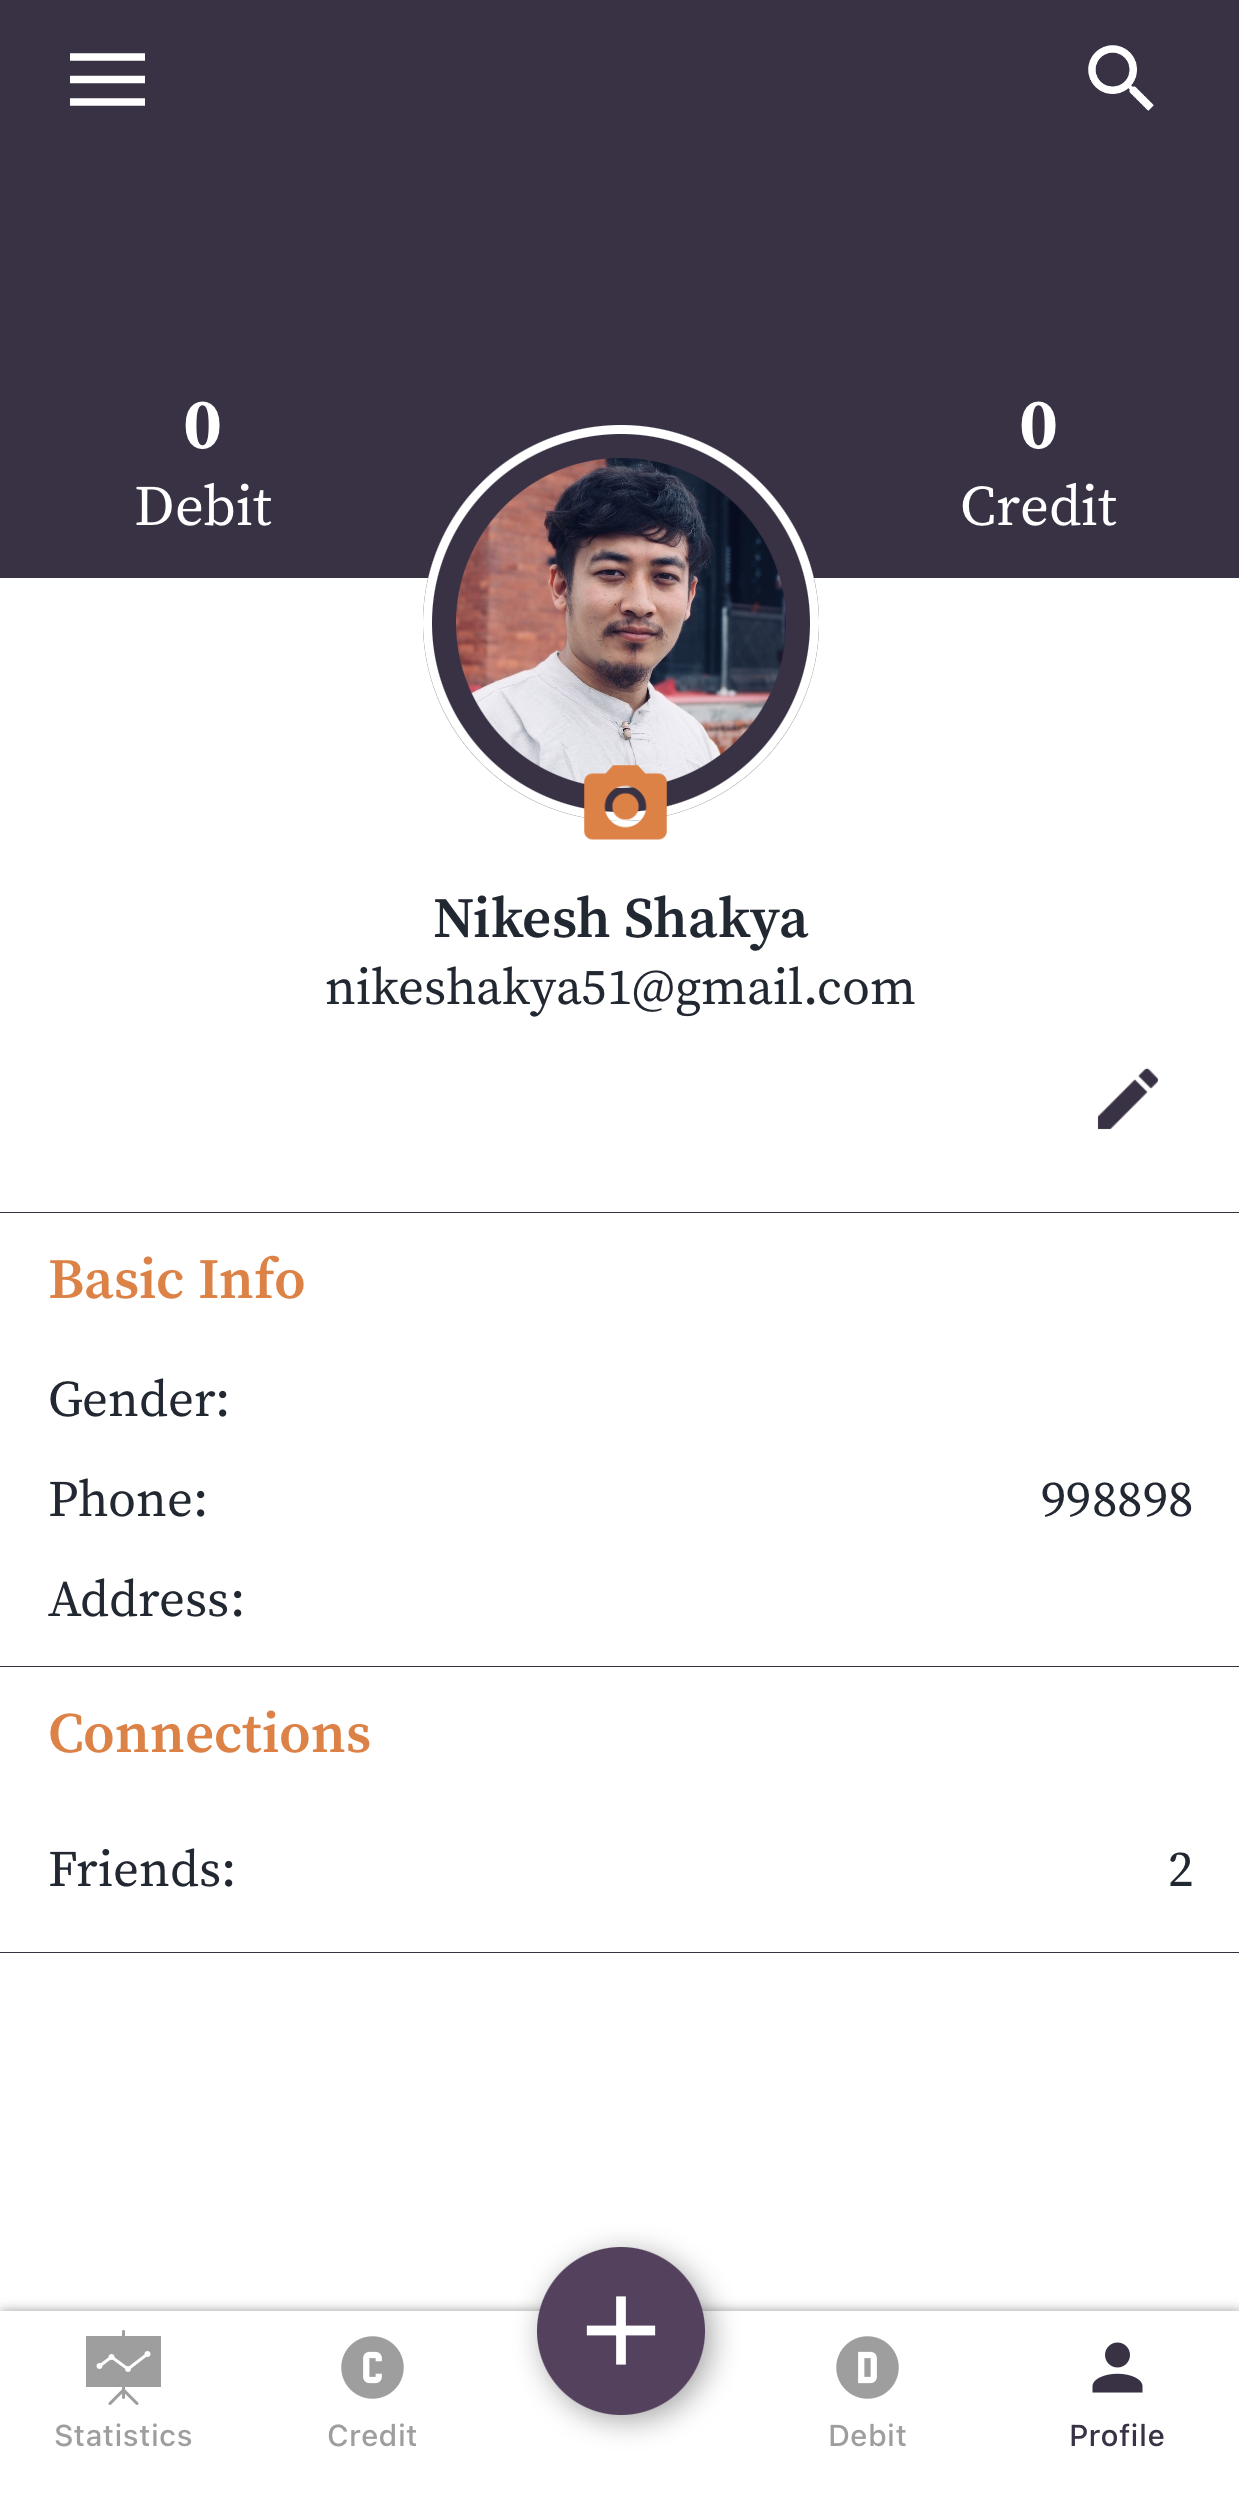 0
Debit
0
Credit
Nikesh Shakya
nikeshakya51@gmail.com
Basic Info
Gender:
Phone: 998898
Address:
Connections
Friends: 2
C
D
Statistics
Credit
Debit
Profile